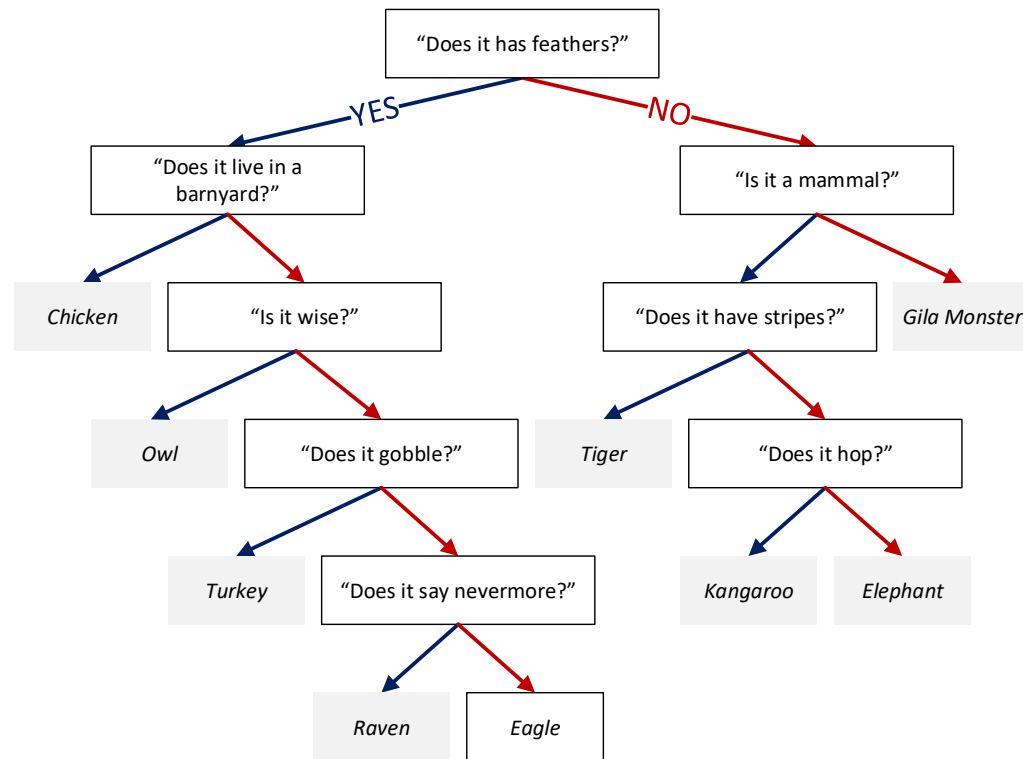 “Does it has feathers?”
YES
NO
“Does it live in a
barnyard?”
“Is it a mammal?”
Chicken
“Is it wise?”
“Does it have stripes?”
Gila Monster
Owl
“Does it gobble?”
Tiger
“Does it hop?”
Turkey
“Does it say nevermore?”
Kangaroo
Elephant
Raven
Eagle